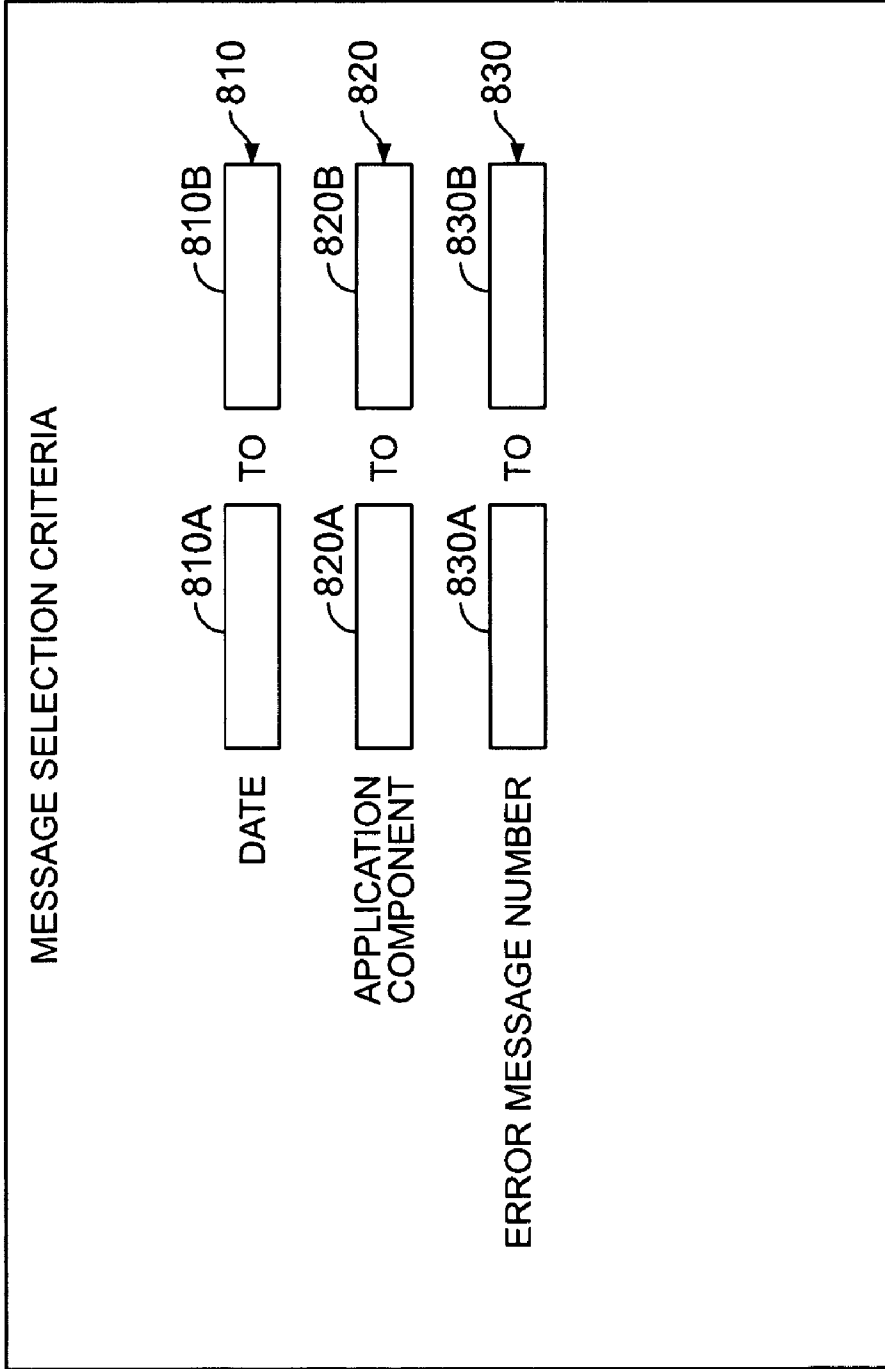 MESSAGE SELECTION CRITERIA
810A 810B 810
DATE TO
820A 820B 820
APPLICATION
COMPONENT TO
830A 830B 830
ERROR MESSAGE NUMBER TO